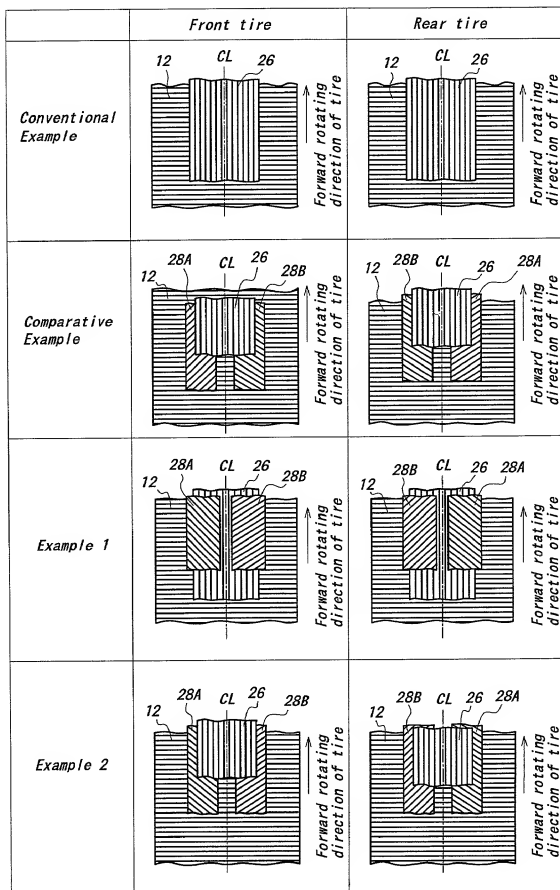 Front tire
Rear tire
Conventional
Example
12
CL
26
Forward rotating
direction of tire
12
CL
26
Forward rotating
direction of tire
Comparative
Example
12
28A
CL
26
28B
Forward rotating
direction of tire
12
28B
CL
26
28A
Forward rotating
direction of tire
Example 1
12
28A
CL
26
28B
Forward rotating
direction of tire
12
28B
CL
26
28A
Forward rotating
direction of tire
Example 2
12
28A
CL
26
28B
Forward rotating
direction of tire
12
28B
CL
26
28A
Forward rotating
direction of tire